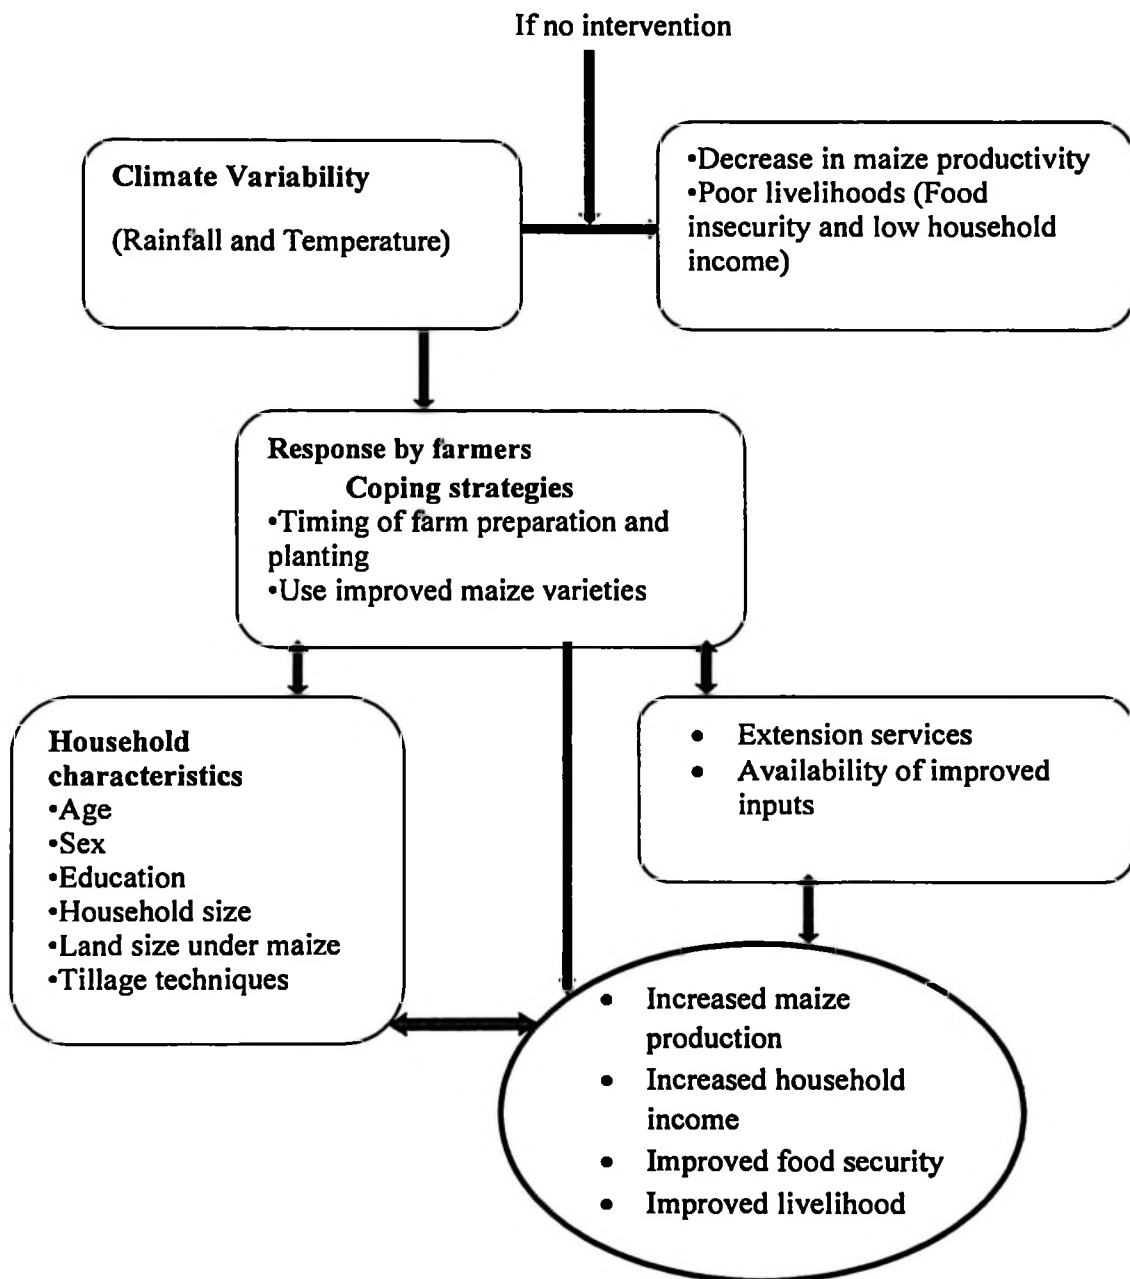 If no intervention
Climate Variability
(Rainfall and Temperature)
•Decrease in maize productivity
•Poor livelihoods (Food
insecurity and low household
income)
Response by farmers
Coping strategies
•Timing of farm preparation and
planting
•Use improved maize varieties
Household
characteristics
•Age
•Sex
•Education
•Household size
•Land size under maize
•Tillage techniques
• Extension services
• Availability of improved
inputs
• Increased maize
production
• Increased household
income
• Improved food security
• Improved livelihood